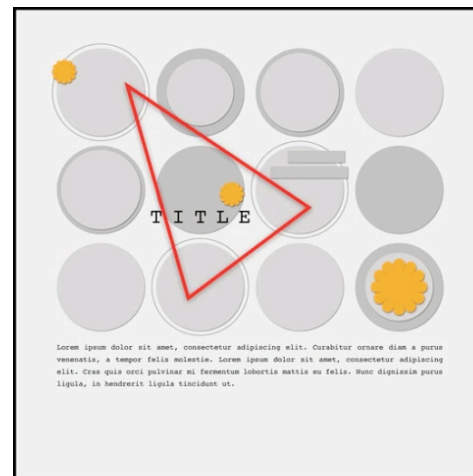 TITLE
Lorem ipsum dolor sit amet, consectetur adipiscing elit. Curabitur ornare diam a purus
venenatis, a tempor felis molestie. Lorem ipsum dolor sit amet, consectetur adipiscing
elit. Cras quis orci pulvinar mi fermentum lobortis mattis eu felis. Nunc dignissim purus
ligula, in hendrerit ligula tincidunt ut.